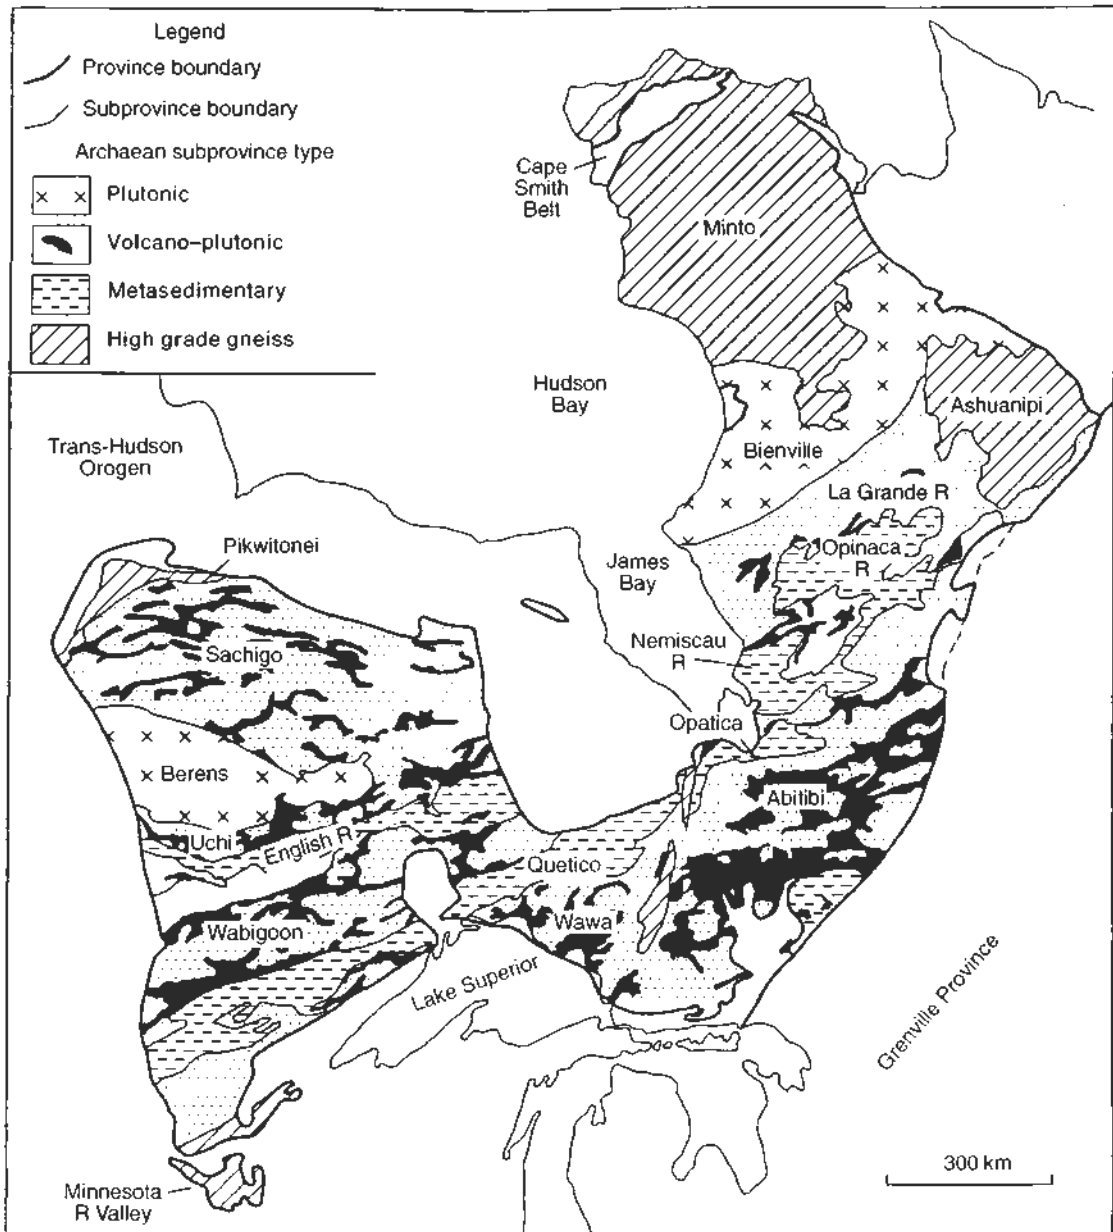 Legend
Province boundary
Subprovince boundary
Archaean subprovince type
Plutonic
Volcano-plutonic
Metasedimentary
High grade gneiss
Cape
Smith
Belt
Minto
Hudson
Bay
Ashuanipi
Trans-Hudson
Orogen
Bienville
La Grande R
Pikwitonei
Opinaca
R
James
Bay
Sachigo
Nemiscau
R
Opatica
Berens
Abitibi
Uchi
English R
Quetico
Wabigoon
Wawa
Lake Superior
Grenville Province
300 km
Minnesota
R Valley